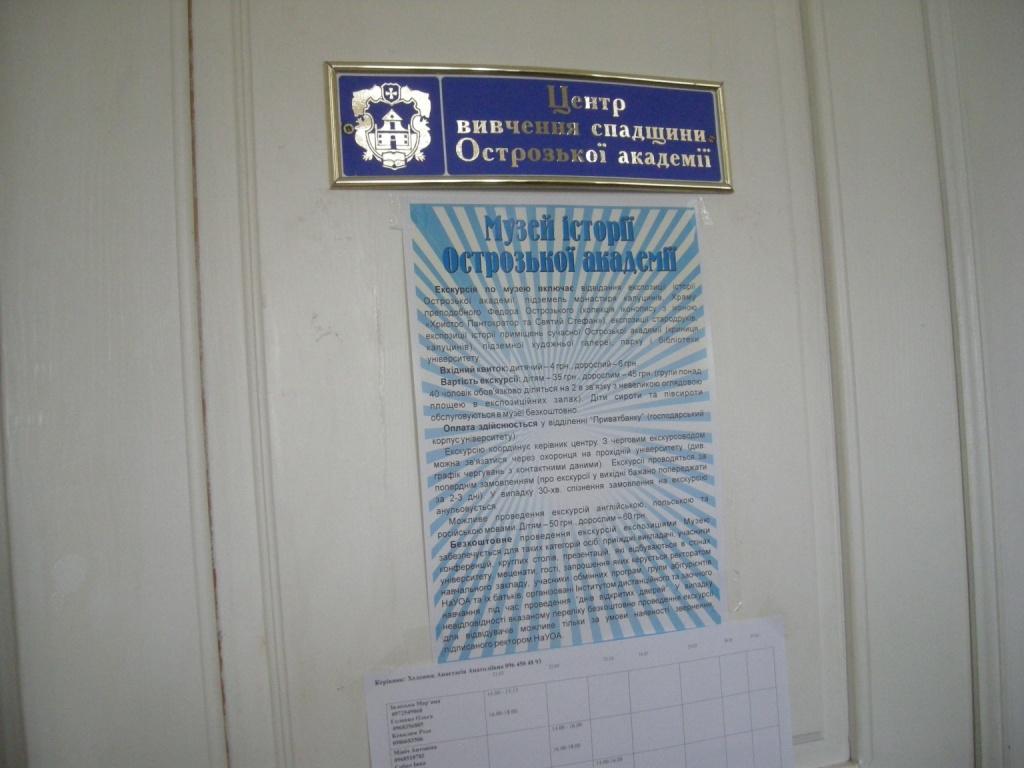 Центр
вивчення спадщини
Острозької академії
Музей історії
Острозької академії
Екскурсія по музею включає відвідання експозиції історії
Острозької академії, підземель монастиря капуцинів, Храму
преподобного Федора Острозького (колекція іконопису з іконою
«Христос Пантократор та Святий Стефан»), експозиції стародруків,
експозиції історії приміщень сучасної Острозької академії (криниця
капуцинів), підземної художньої галереї, парку і бібліотеки
університету.
Вхідний квиток: дитячий – 4 грн., дорослий – 6 грн.
Вартість екскурсії: дітям – 35 грн., дорослим – 45 грн. (групи понад
40 чоловік обов'язково діляться на 2 в зв'язку з невеликою оглядовою
площею в експозиційних залах). Діти сироти та півсироти
обслуговуються в музеї безкоштовно.
Оплата здійснюється у відділенні "Приватбанку" (господарський
корпус університету)
Екскурсію координує керівник центру. З черговим екскурсоводом
можна зв'язатися через охоронця на прохідній університету (див.
графік чергувань з контактними даними). Екскурсії проводяться за
попереднім замовленням (про екскурсії у вихідні бажано попереджати
за 2-3 дні). У випадку 30-хв. спізнення замовлення на екскурсію
анульовується.
Можливе проведення екскурсій англійською, польською та
російською мовами. Дітям – 50 грн., дорослим – 60 грн.
Безкоштовне проведення екскурсій експозиціями Музею
забезпечується для таких категорій осіб: приїжджі викладачі, учасники
конференцій, круглих столів, презентацій, які відбуваються в стінах
університету, меценати, гості, запрошення яких керується ректоратом
навчального закладу, учасники обмінних програм, групи абітурієнтів
НаУОА та їх батьків, організовані Інститутом дистанційного та заочного
навчання під час проведення "дня відкритих дверей". У випадку
невідповідності вказаному переліку безкоштовне проведення екскурсії
для відвідувачів можливе тільки за умови наявності звернення,
підписаного ректором НаУОА.
Керівник: Анастасія Анатоліївна 096 456 48 93